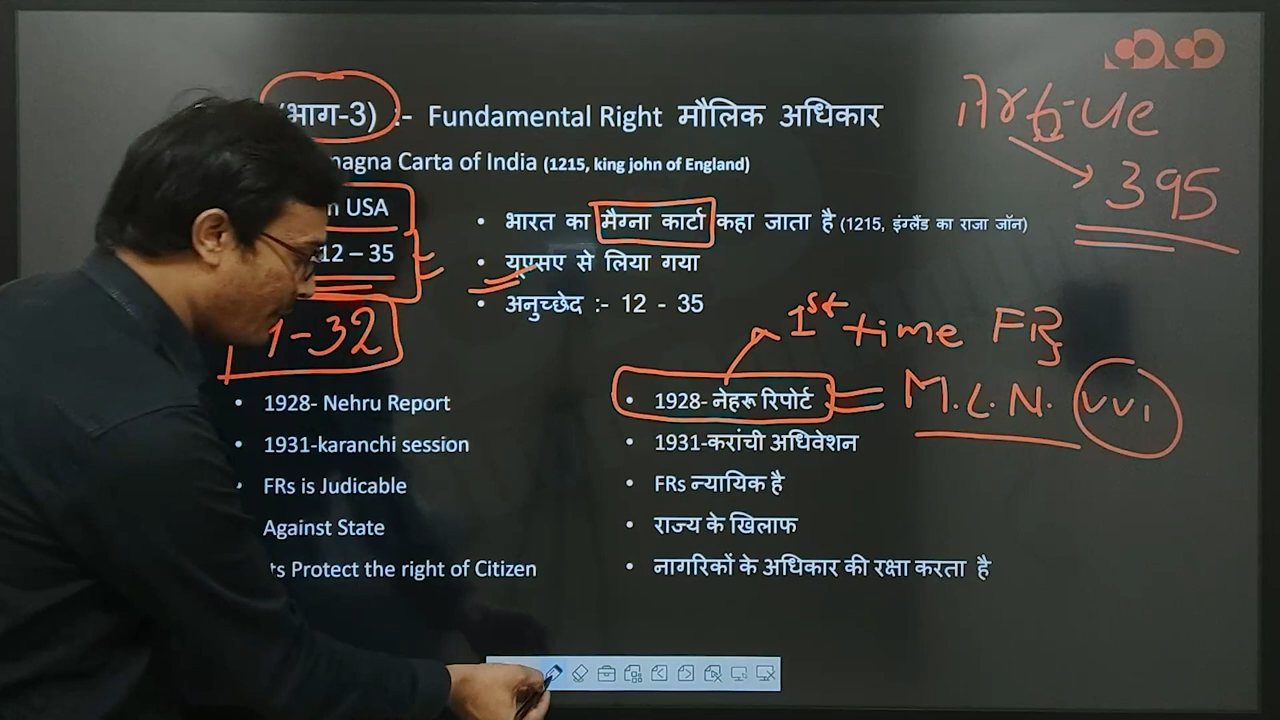 (भाग-3) :- Fundamental Right मौलिक अधिकार
magna Carta of India (1215, king john of England)
USA
12 – 35
1-32
• भारत का मैग्ना कार्टा कहा जाता है (1215, इंग्लैंड का राजा जॉन)
• यूएसए से लिया गया
• अनुच्छेद :- 12 - 35
395
1st time FRs
M.L.N. VVI
• 1928- Nehru Report
• 1931-karanchi session
• FRs is Judicable
Against State
Protect the right of Citizen
• 1928- नेहरू रिपोर्ट
• 1931-करांची अधिवेशन
• FRs न्यायिक है
• राज्य के खिलाफ
• नागरिकों के अधिकार की रक्षा करता है